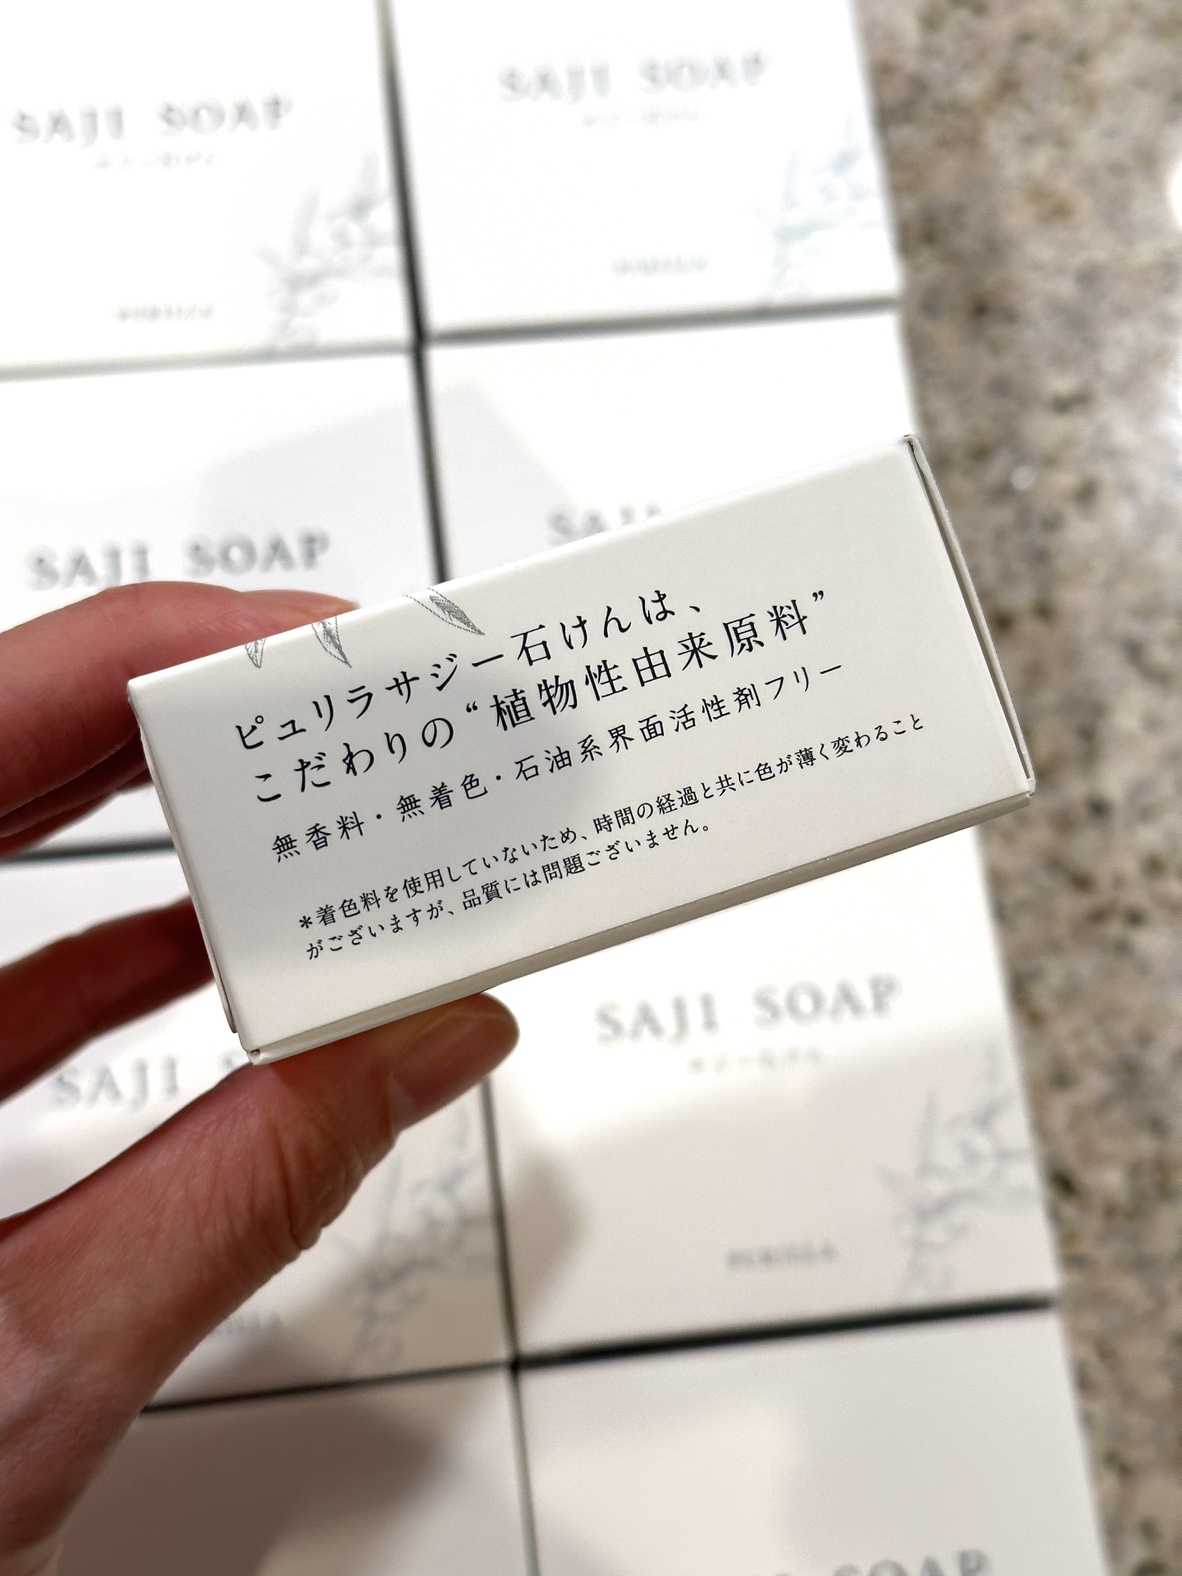 SAJI SOAP
SAJI SOAP
SAJI SOAP
SAJI
ピュリラサジー石けんは、
こだわりの“植物性由来原料”
無香料・無着色・石油系界面活性剤フリー
＊着色料を使用していないため、時間の経過と共に色が薄く変わること
がございますが、品質には問題ございません。
SAJI
SAJI SOAP
SOAP